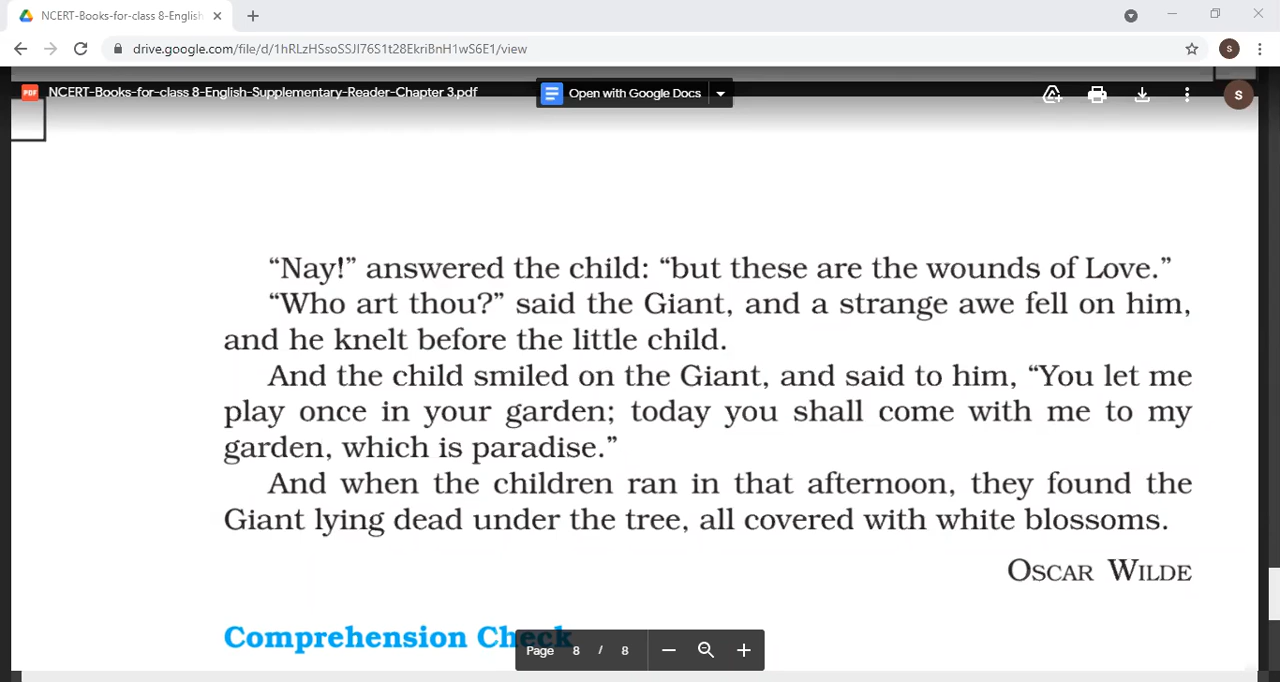 NCERT-Books-for-class 8-English
drive.google.com/file/d/1hRLzHSsoSSJl76S1t28EkriBnH1wS6E1/view
S
PDF
NCERT-Books-for-class 8-English-Supplementary-Reader-Chapter 3.pdf
Open with Google Docs
S
“Nay!” answered the child: “but these are the wounds of Love.”
“Who art thou?” said the Giant, and a strange awe fell on him,
and he knelt before the little child.
And the child smiled on the Giant, and said to him, “You let me
play once in your garden; today you shall come with me to my
garden, which is paradise.”
And when the children ran in that afternoon, they found the
Giant lying dead under the tree, all covered with white blossoms.
OSCAR WILDE
Comprehension Check
Page 8 / 8